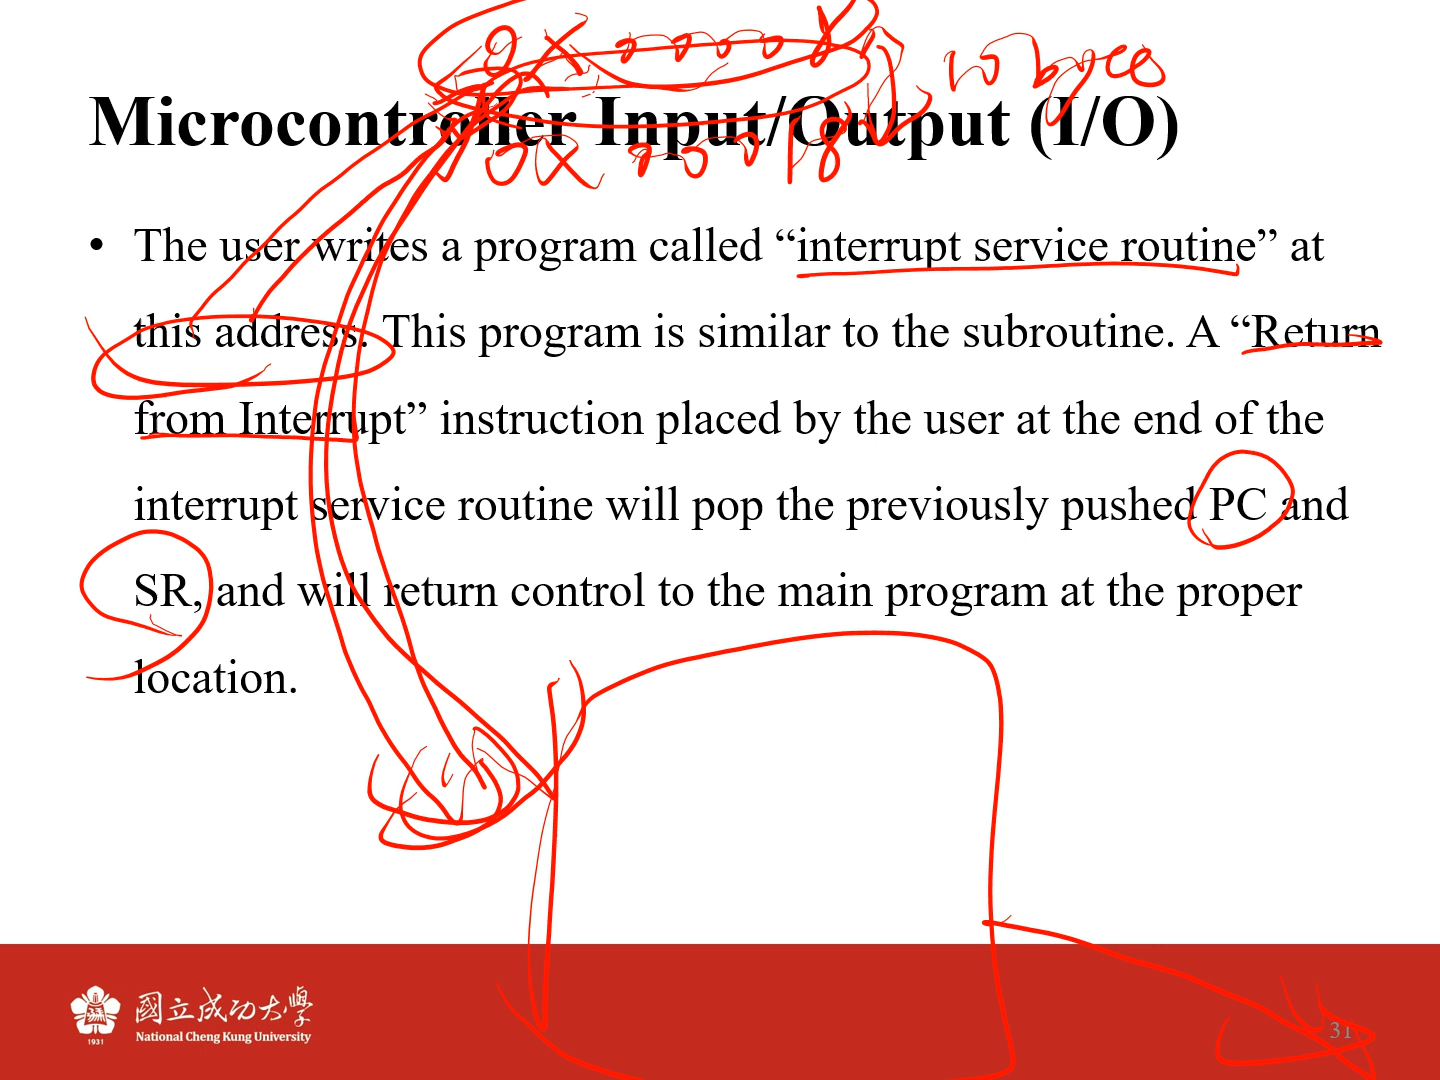 Microcontroller Input/Output (I/O)
• The user writes a program called “interrupt service routine” at
this address. This program is similar to the subroutine. A “Return
from Interrupt” instruction placed by the user at the end of the
interrupt service routine will pop the previously pushed PC and
SR, and will return control to the main program at the proper
location.
國立成功大學
National Cheng Kung University
1931
31